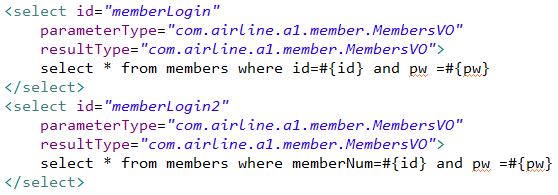 <select id="memberLogin"
parameterType="com.airline.a1.member.MembersVO"
resultType="com.airline.a1.member.MembersVO">
select * from members where id=#{id} and pw =#{pw}
</select>
<select id="memberLogin2"
parameterType="com.airline.a1.member.MembersVO"
resultType="com.airline.a1.member.MembersVO">
select * from members where memberNum=#{id} and pw =#{pw}
</select>